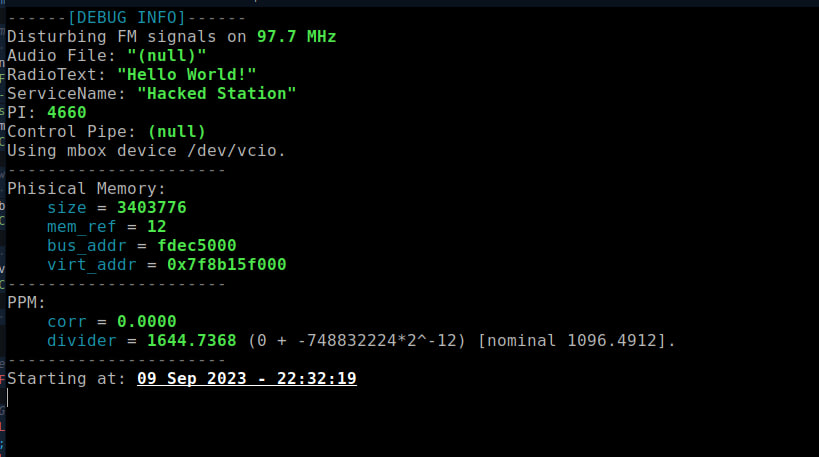 ------[DEBUG INFO]------
Disturbing FM signals on 97.7 MHz
Audio File: "(null)"
RadioText: "Hello World!"
ServiceName: "Hacked Station"
PI: 4660
Control Pipe: (null)
Using mbox device /dev/vcio.
----------------------
Phisical Memory:
    size = 3403776
    mem_ref = 12
    bus_addr = fdec5000
    virt_addr = 0x7f8b15f000
----------------------
PPM:
    corr = 0.0000
    divider = 1644.7368 (0 + -748832224*2^-12) [nominal 1096.4912].
----------------------
Starting at: 09 Sep 2023 - 22:32:19